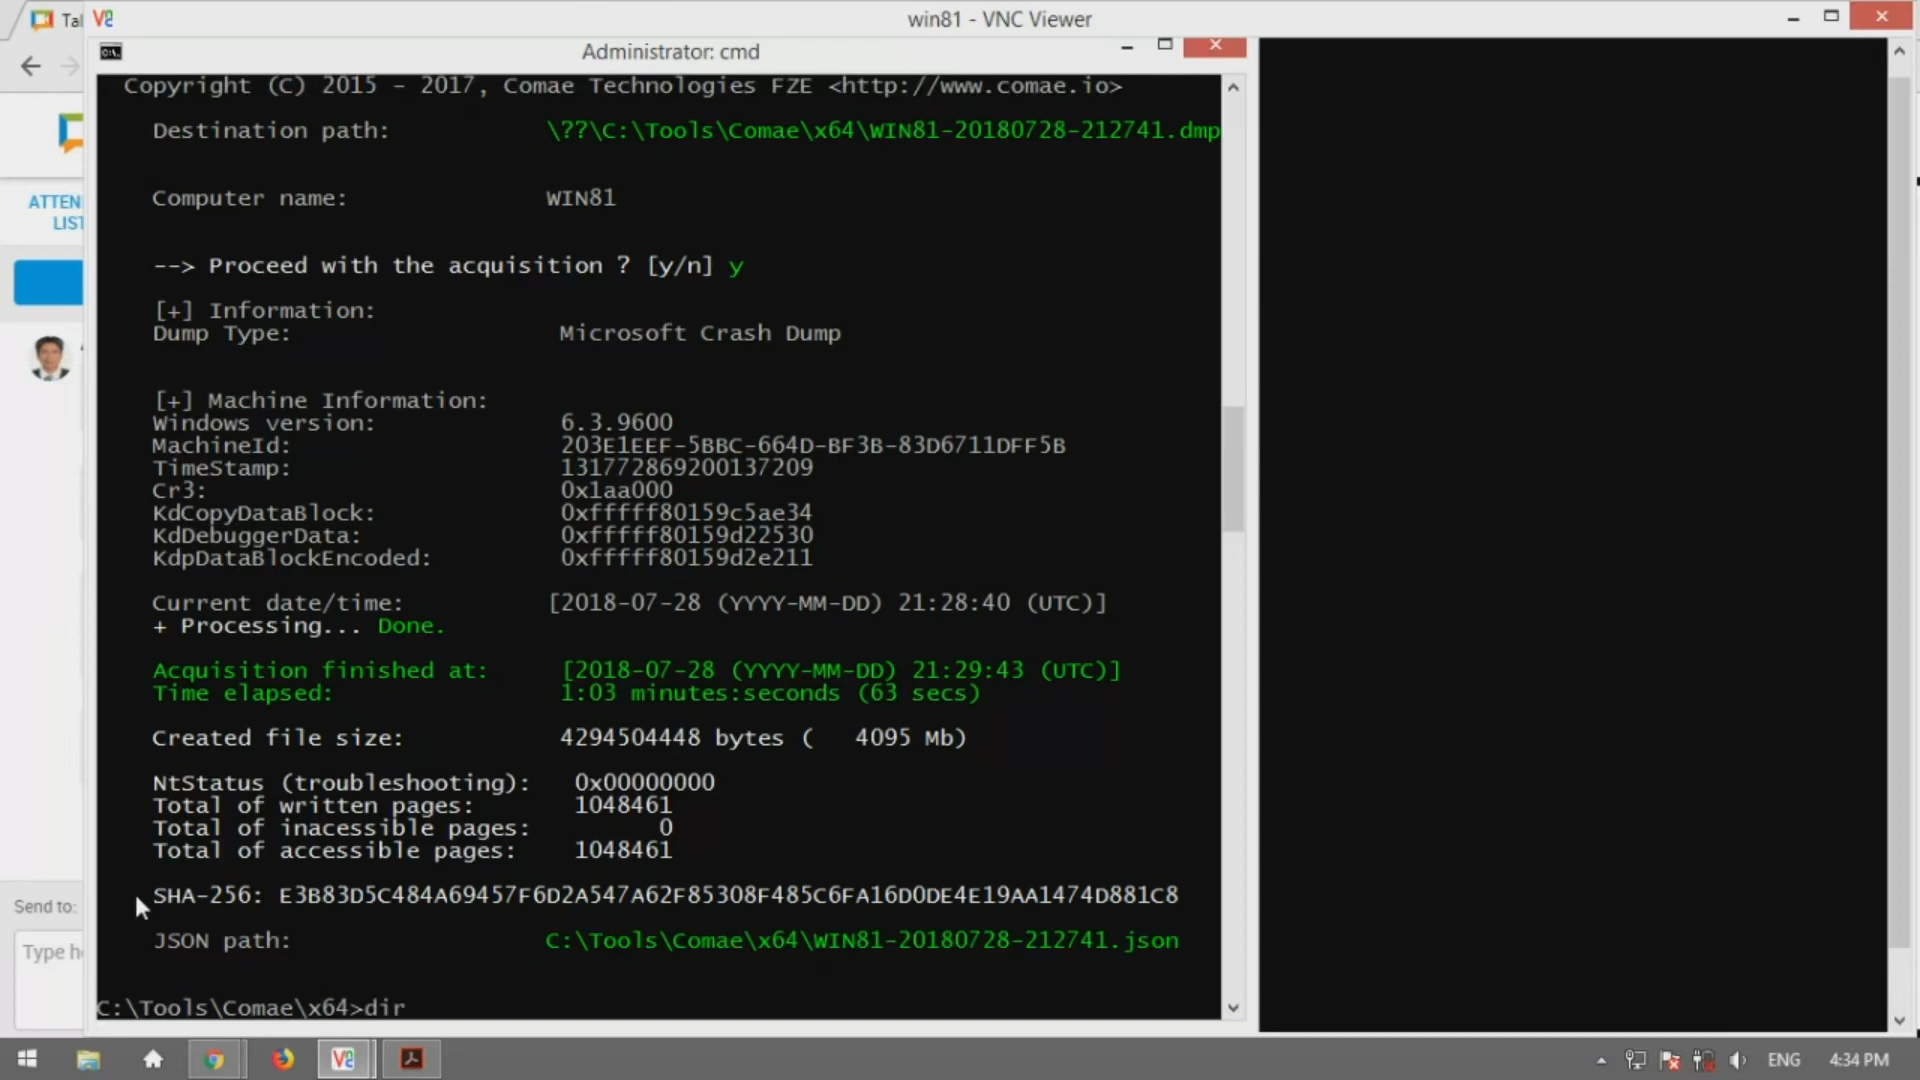 Tal
win81 - VNC Viewer
Administrator: cmd
Copyright (C) 2015 - 2017, Comae Technologies FZE <http://www.comae.io>
Destination path: \??\C:\Tools\Comae\x64\WIN81-20180728-212741.dmp
Computer name: WIN81
--> Proceed with the acquisition ? [y/n] y
[+] Information:
Dump Type: Microsoft Crash Dump
[+] Machine Information:
Windows version: 6.3.9600
MachineId: 203E1EEF-5BBC-664D-BF3B-83D6711DFF5B
TimeStamp: 131772869200137209
Cr3: 0x1aa000
KdCopyDataBlock: 0xfffff80159c5ae34
KdDebuggerData: 0xfffff80159d22530
KdpDataBlockEncoded: 0xfffff80159d2e211
Current date/time: [2018-07-28 (YYYY-MM-DD) 21:28:40 (UTC)]
+ Processing... Done.
Acquisition finished at: [2018-07-28 (YYYY-MM-DD) 21:29:43 (UTC)]
Time elapsed: 1:03 minutes:seconds (63 secs)
Created file size: 4294504448 bytes ( 4095 Mb)
NtStatus (troubleshooting): 0x00000000
Total of written pages: 1048461
Total of inacessible pages: 0
Total of accessible pages: 1048461
SHA-256: E3B83D5C484A69457F6D2A547A62F85308F485C6FA16D0DE4E19AA1474D881C8
JSON path: C:\Tools\Comae\x64\WIN81-20180728-212741.json
C:\Tools\Comae\x64>dir
ATTEN
LIST
Send to:
Type he
ENG
4:34 PM